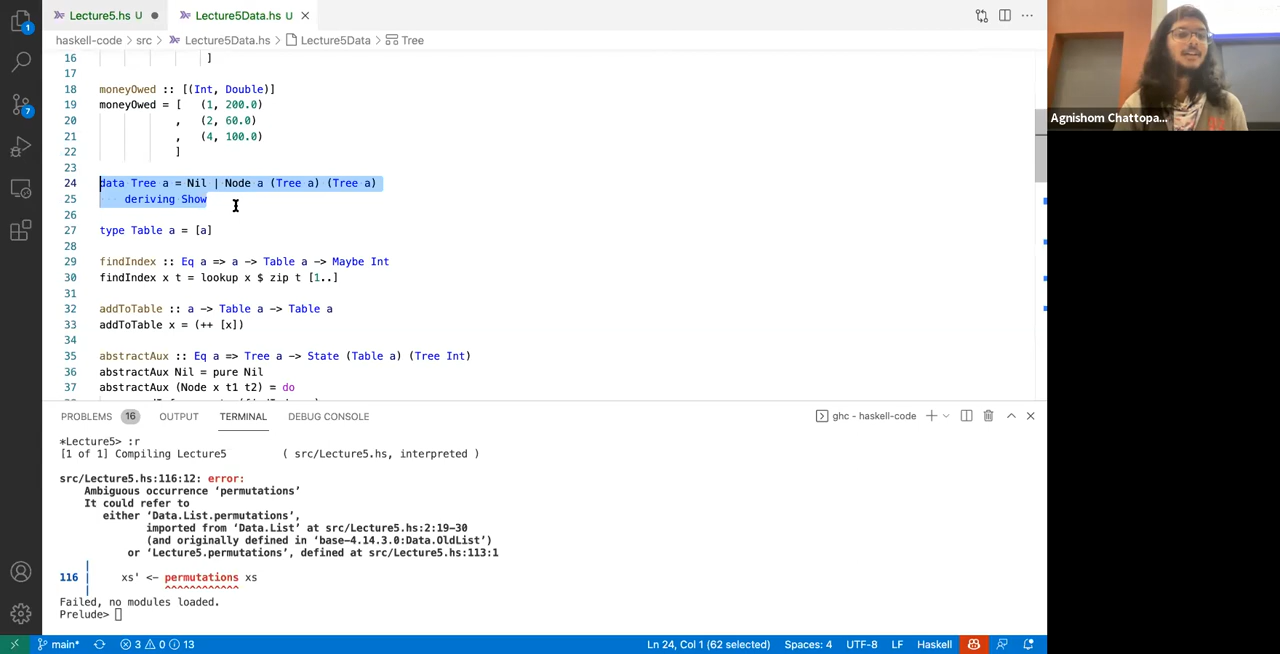 Lecture5.hs U
Lecture5Data.hs U
haskell-code > src > Lecture5Data.hs > Lecture5Data > Tree
16 ]
17
18 moneyOwed :: [(Int, Double)]
19 moneyOwed = [ (1, 200.0)
20 , (2, 60.0)
21 , (4, 100.0)
22 ]
23
24 data Tree a = Nil | Node a (Tree a) (Tree a)
25 deriving Show
26
27 type Table a = [a]
28
29 findIndex :: Eq a => a -> Table a -> Maybe Int
30 findIndex x t = lookup x $ zip t [1..]
31
32 addToTable :: a -> Table a -> Table a
33 addToTable x = (++ [x])
34
35 abstractAux :: Eq a => Tree a -> State (Table a) (Tree Int)
36 abstractAux Nil = pure Nil
37 abstractAux (Node x t1 t2) = do
1
7
Agnishom Chattopa...
PROBLEMS 16 OUTPUT TERMINAL DEBUG CONSOLE
ghc - haskell-code
*Lecture5> :r
[1 of 1] Compiling Lecture5 ( src/Lecture5.hs, interpreted )
src/Lecture5.hs:116:12: error:
Ambiguous occurrence ‘permutations’
It could refer to
either ‘Data.List.permutations’,
imported from ‘Data.List’ at src/Lecture5.hs:2:19-30
(and originally defined in ‘base-4.14.3.0:Data.OldList’)
or ‘Lecture5.permutations’, defined at src/Lecture5.hs:113:1
|
116 | xs' <- permutations xs
| ^^^^^^^^^^^^
Failed, no modules loaded.
Prelude>
main* 3 0 13
Ln 24, Col 1 (62 selected) Spaces: 4 UTF-8 LF Haskell